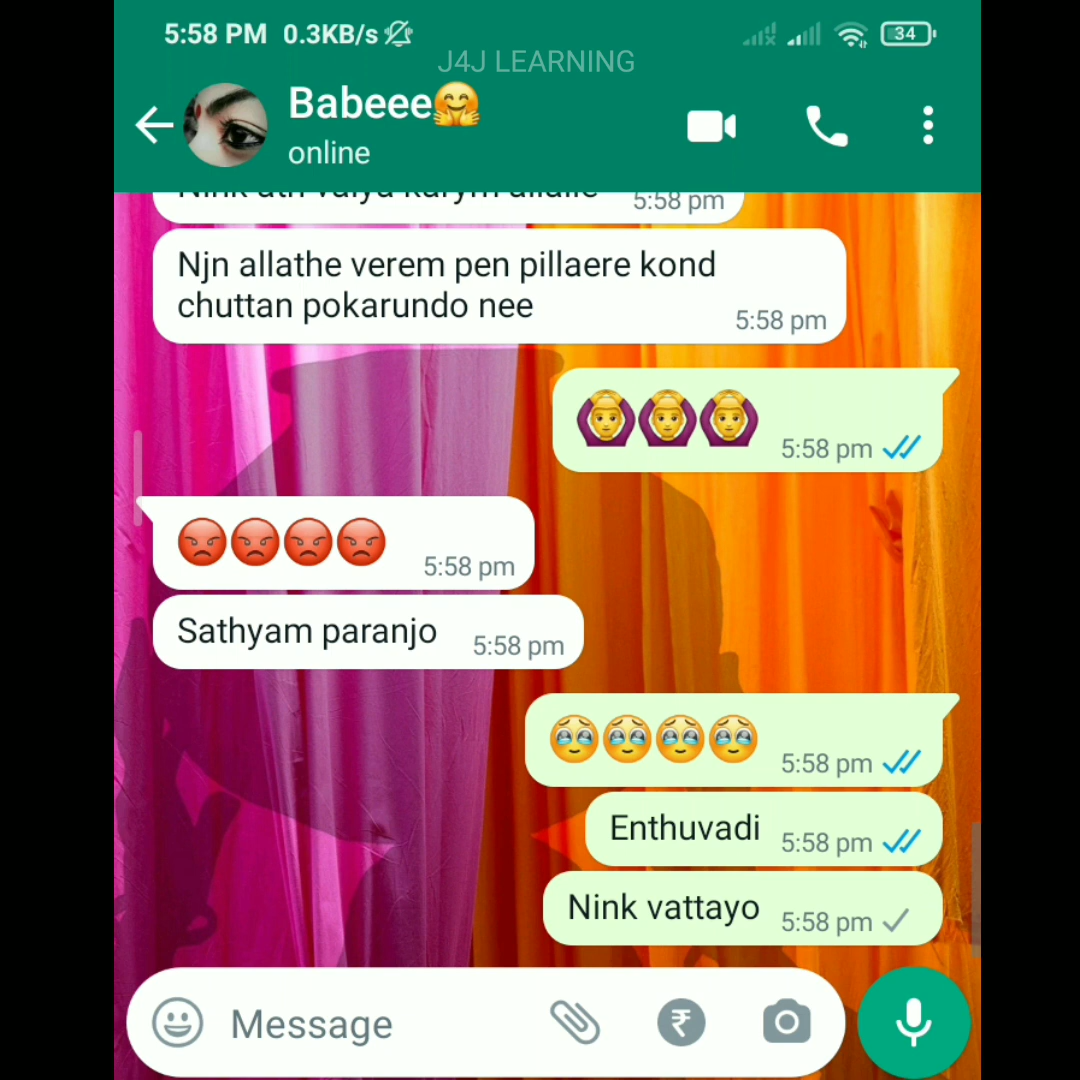 5:58 PM 0.3KB/s 34
J4J LEARNING
Babeee🤗
online
5:58 pm
Njn allathe verem pen pillaere kond
chuttan pokarundo nee
5:58 pm
🙆🙆🙆 5:58 pm
😡😡😡😡 5:58 pm
Sathyam paranjo 5:58 pm
🥹🥹🥹🥹 5:58 pm
Enthuvadi 5:58 pm
Nink vattayo 5:58 pm
Message